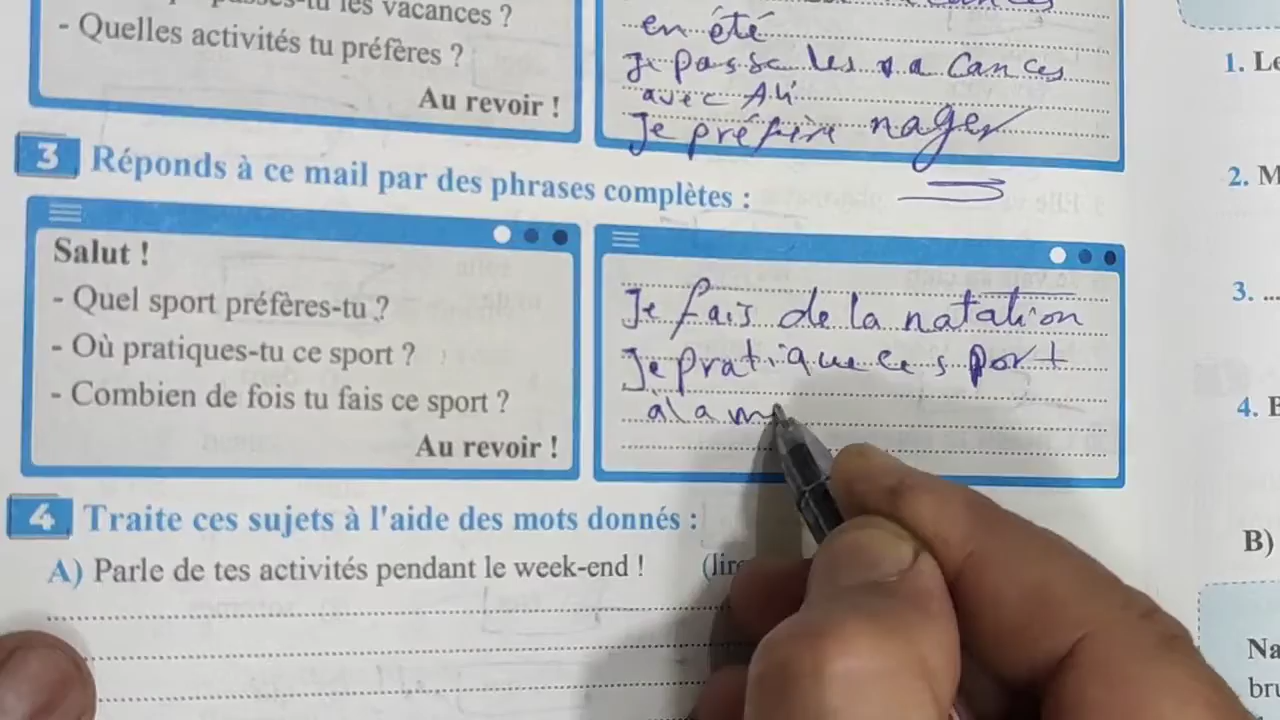 les vacances ?
- Quelles activités tu préfères ?
Au revoir !
en été
Je passe les vacances
avec Ali
Je préfère nager
3 Réponds à ce mail par des phrases complètes :
Salut !
- Quel sport préfères-tu ?
- Où pratiques-tu ce sport ?
- Combien de fois tu fais ce sport ?
Au revoir !
Je fais de la natation
Je pratique ce sport
à la m
4 Traite ces sujets à l'aide des mots donnés :
A) Parle de tes activités pendant le week-end ! (lire
1. Le
2. M
3. ...
4. E
B)
Na
bru